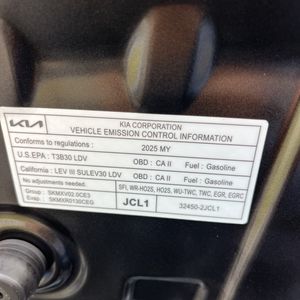 KIA
KIA CORPORATION
VEHICLE EMISSION CONTROL INFORMATION
Conforms to regulations : 2025 MY
U.S.EPA : T3B30 LDV OBD : CA II Fuel : Gasoline
California : LEV III SULEV30 LDV OBD : CA II Fuel : Gasoline
No adjustments needed.
SFI, WR-HO2S, HO2S, WU-TWC, TWC, EGR, EGRC
Group : SKMXV02.0CE3
Evap. : SKMXR0130CEG
JCL1
32450-2JCL1